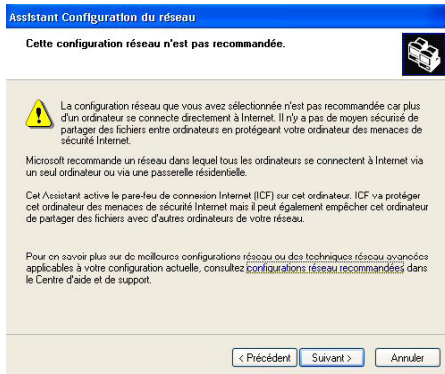 Assistant Configuration du réseau
Cette configuration réseau n'est pas recommandée.
La configuration réseau que vous avez sélectionnée n'est pas recommandée car plus
d'un ordinateur se connecte directement à Internet. Il n'y a pas de moyen sécurisé de
partager des fichiers entre ordinateurs en protégeant votre ordinateur des menaces de
sécurité Internet.
Microsoft recommande un réseau dans lequel tous les ordinateurs se connectent à Internet via
un seul ordinateur ou via une passerelle résidentielle.
Cet Assistant active le pare-feu de connexion Internet (ICF) sur cet ordinateur. ICF va protéger
cet ordinateur des menaces de sécurité Internet mais il peut également empêcher cet ordinateur
de partager des fichiers avec d'autres ordinateurs de votre réseau.
Pour en savoir plus sur de meilleures configurations réseau ou des techniques réseau avancées
applicables à votre configuration actuelle, consultez configurations réseau recommandées dans
le Centre d'aide et de support.
< Précédent Suivant > Annuler